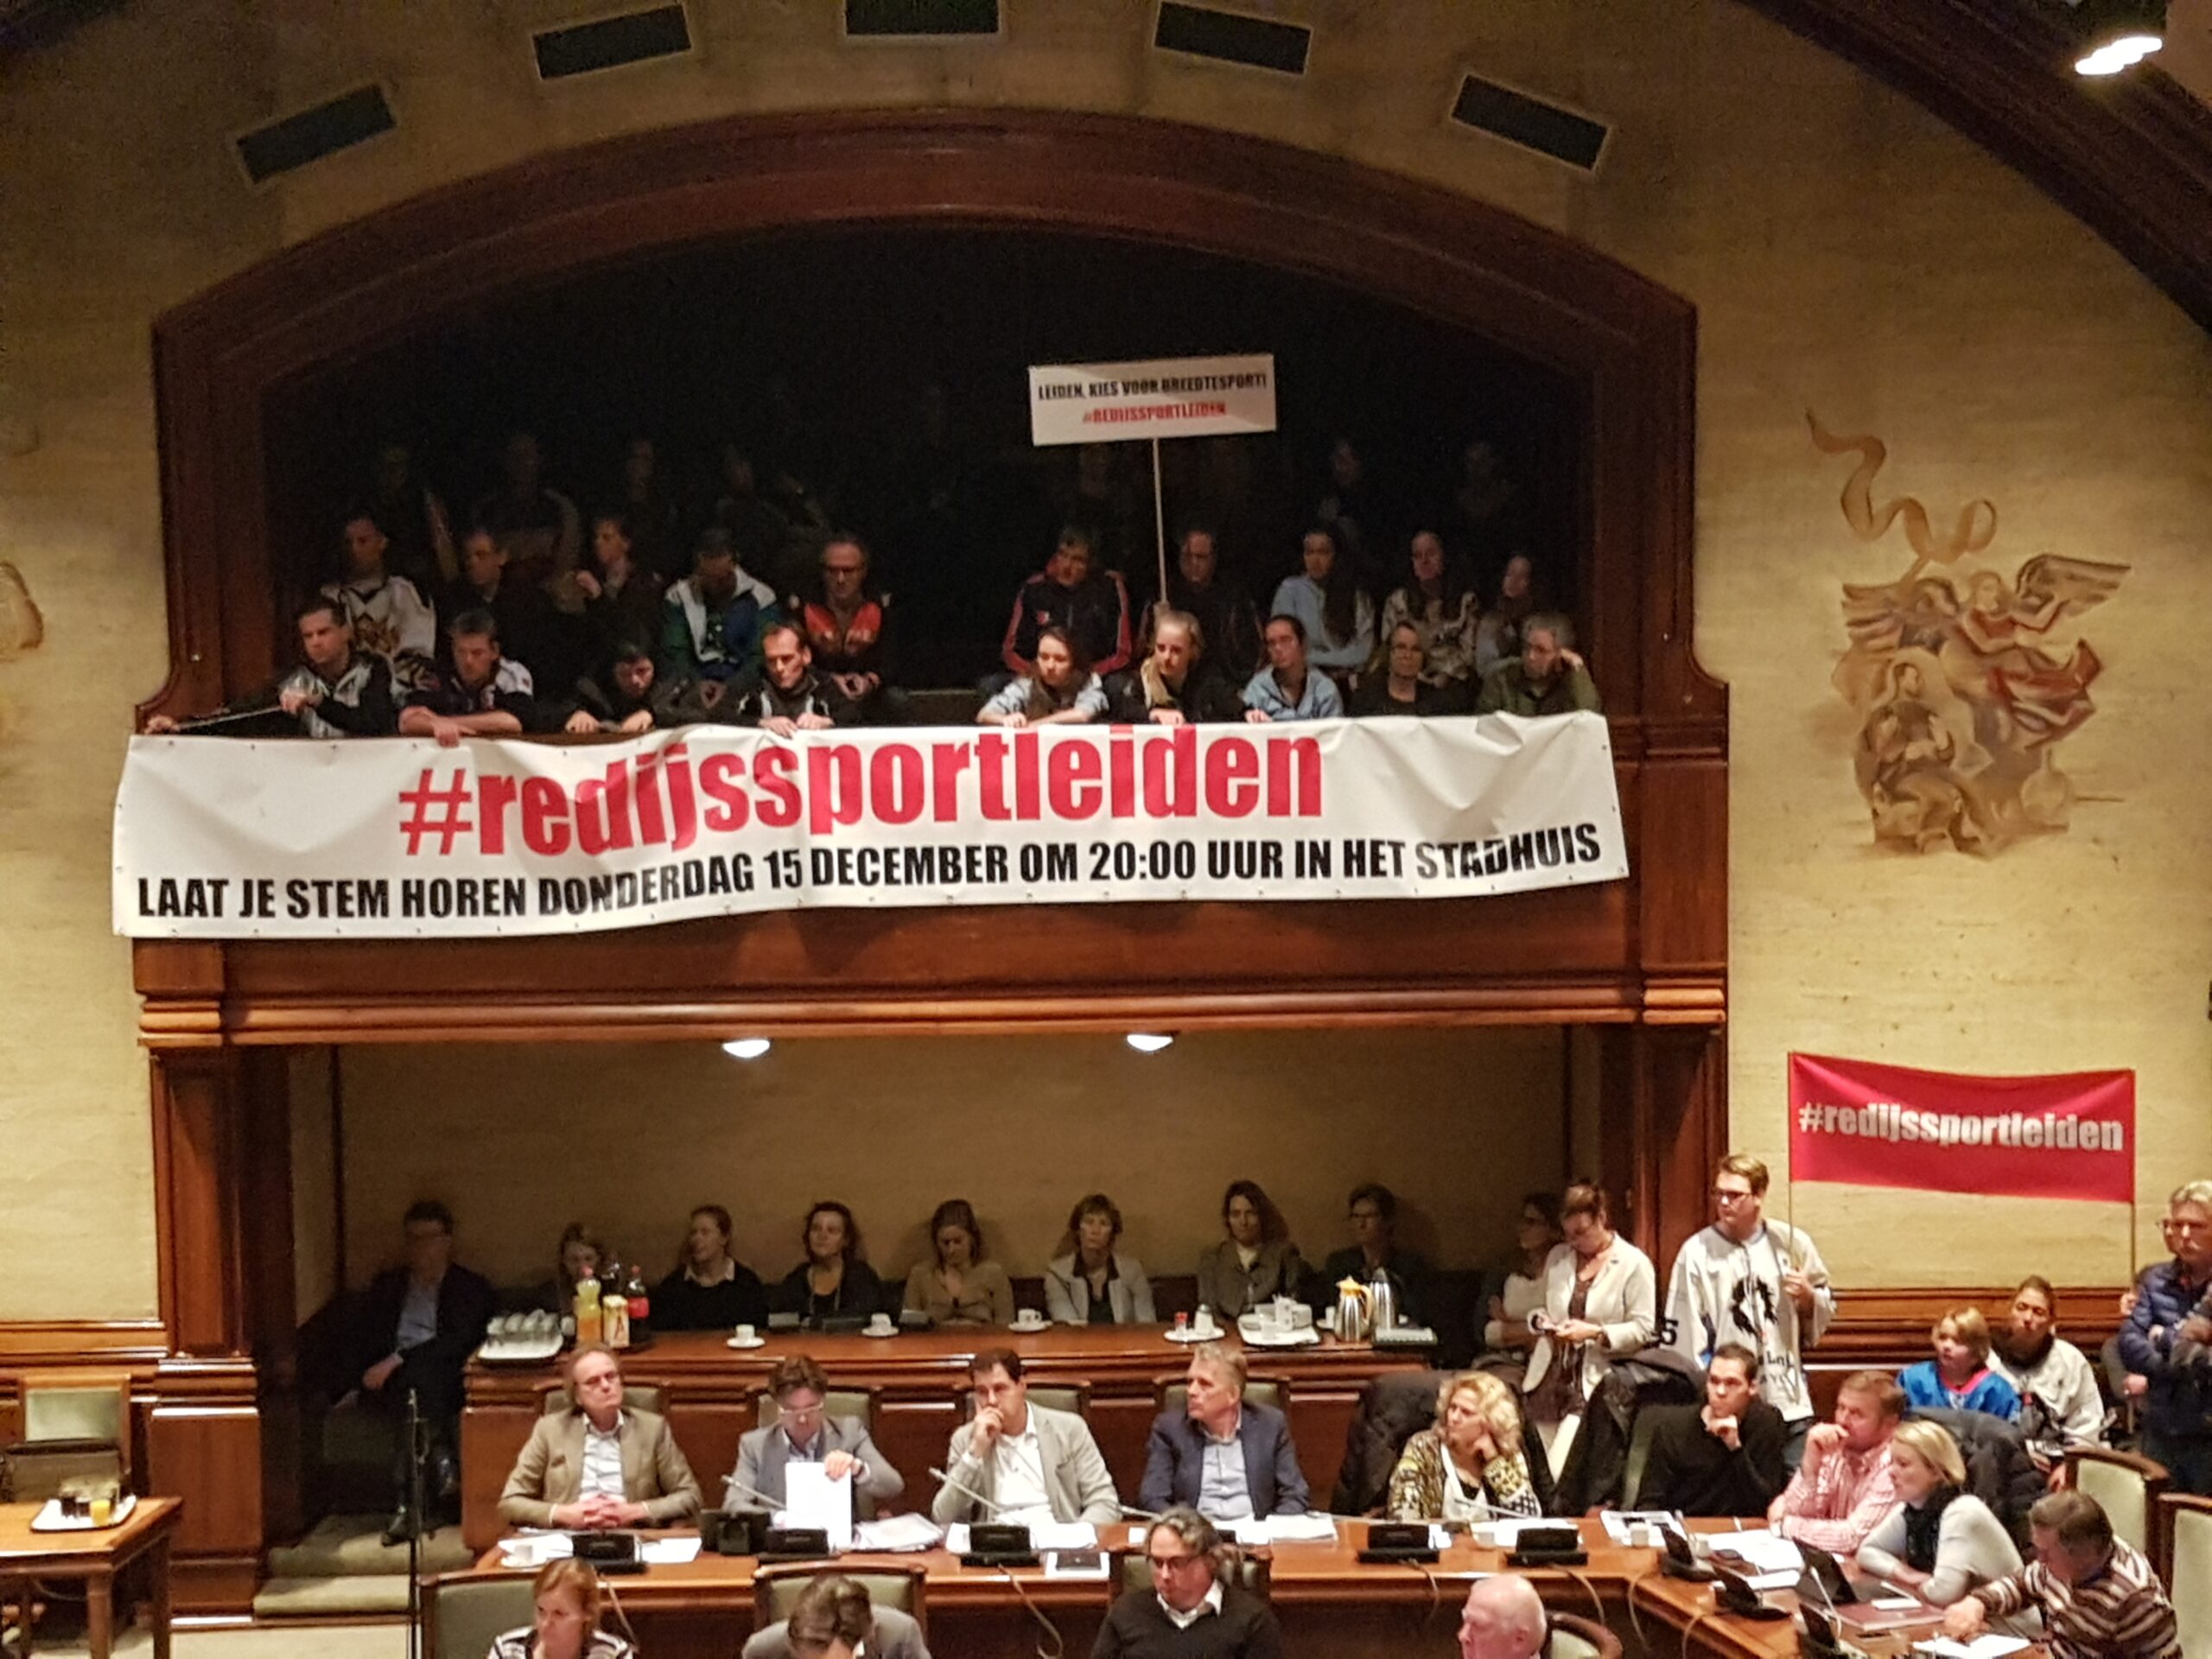 LEIDEN, KIES VOOR BREEDTESPORT!
#REDIJSSPORTLEIDEN
#redijssportleiden
LAAT JE STEM HOREN DONDERDAG 15 DECEMBER OM 20:00 UUR IN HET STADHUIS
#redijssportleiden